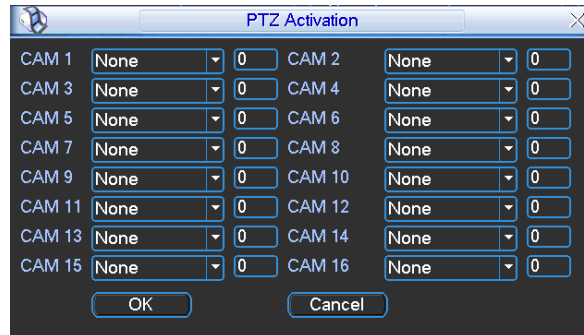 PTZ Activation
CAM 1 None 0 CAM 2 None 0
CAM 3 None 0 CAM 4 None 0
CAM 5 None 0 CAM 6 None 0
CAM 7 None 0 CAM 8 None 0
CAM 9 None 0 CAM 10 None 0
CAM 11 None 0 CAM 12 None 0
CAM 13 None 0 CAM 14 None 0
CAM 15 None 0 CAM 16 None 0
OK Cancel